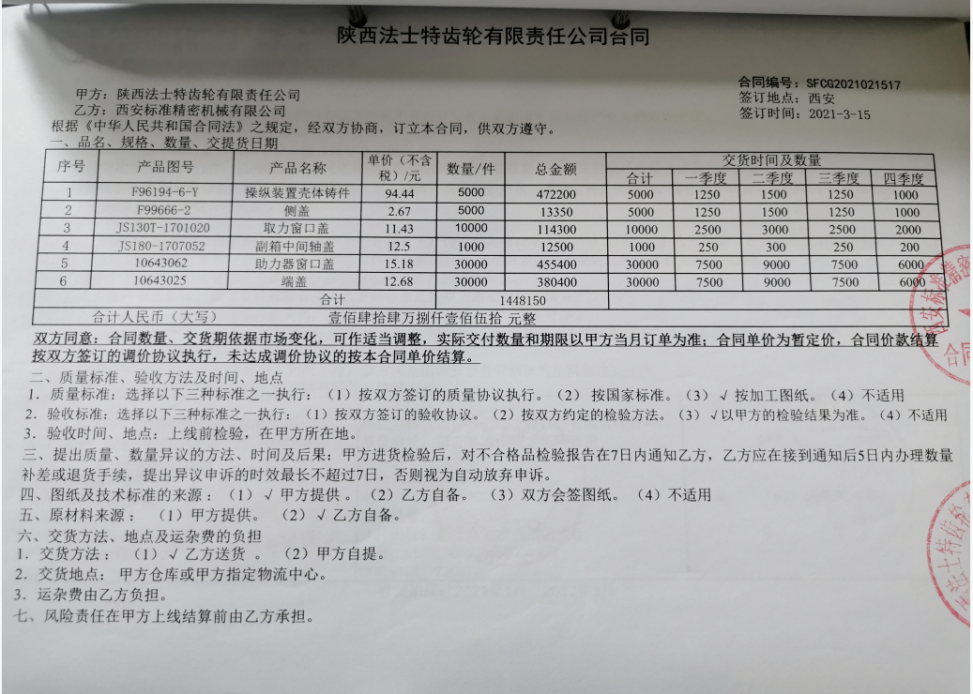 陕西法士特齿轮有限责任公司合同
合同编号：SFCG2021021517
甲方：陕西法士特齿轮有限责任公司
签订地点：西安
乙方：西安标准精密机械有限公司
签订时间：2021-3-15
根据《中华人民共和国合同法》之规定，经双方协商，订立本合同，供双方遵守。
一、品名、规格、数量、交提货日期
序号 产品图号 产品名称 单价（不含税）/元 数量/件 总金额 交货时间及数量
合计 一季度 二季度 三季度 四季度
1 F96194-6-Y 操纵装置壳体铸件 94.44 5000 472200 5000 1250 1500 1250 1000
2 F99666-2 侧盖 2.67 5000 13350 5000 1250 1500 1250 1000
3 JS130T-1701020 取力窗口盖 11.43 10000 114300 10000 2500 3000 2500 2000
4 JS180-1707052 副箱中间轴盖 12.5 1000 12500 1000 250 300 250 200
5 10643062 助力器窗口盖 15.18 30000 455400 30000 7500 9000 7500 6000
6 10643025 端盖 12.68 30000 380400 30000 7500 9000 7500 6000
合计 1448150
合计人民币（大写） 壹佰肆拾肆万捌仟壹佰伍拾 元整
双方同意：合同数量、交货期依据市场变化，可作适当调整，实际交付数量和期限以甲方当月订单为准；合同单价为暂定价，合同价款结算
按双方签订的调价协议执行，未达成调价协议的按本合同单价结算。
二、质量标准、验收方法及时间、地点
1．质量标准：选择以下三种标准之一执行：（1）按双方签订的质量协议执行。（2） 按国家标准。（3）√ 按加工图纸。（4）不适用
2．验收标准：选择以下三种标准之一执行：（1）按双方签订的验收协议。（2）按双方约定的检验方法。（3）√以甲方的检验结果为准。（4）不适用
3．验收时间、地点：上线前检验，在甲方所在地。
三、提出质量、数量异议的方法、时间及后果：甲方进货检验后，对不合格品检验报告在7日内通知乙方，乙方应在接到通知后5日内办理数量
补差或退货手续，提出异议申诉的时效最长不超过7日，否则视为自动放弃申诉。
四、图纸及技术标准的来源：（1）√ 甲方提供 。（2）乙方自备。 （3）双方会签图纸。（4）不适用
五、原材料来源： （1）甲方提供。 （2）√ 乙方自备。
六、交货方法、地点及运杂费的负担
1．交货方法： （1）√ 乙方送货 。 （2）甲方自提。
2．交货地点： 甲方仓库或甲方指定物流中心。
3．运杂费由乙方负担。
七、风险责任在甲方上线结算前由乙方承担。
西安标准精密
合同
西法士特齿轮